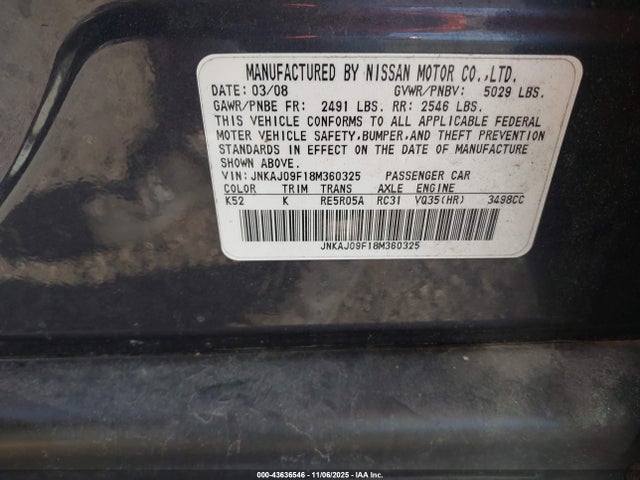 MANUFACTURED BY NISSAN MOTOR CO.,LTD.
DATE: 03/08 GVWR/PNBV: 5029 LBS.
GAWR/PNBE FR: 2491 LBS. RR: 2546 LBS.
THIS VEHICLE CONFORMS TO ALL APPLICABLE FEDERAL
MOTOR VEHICLE SAFETY,BUMPER,AND THEFT PREVENTION
STANDARDS IN EFFECT ON THE DATE OF MANUFACTURE
SHOWN ABOVE.
VIN:JNKAJ09F18M360325 PASSENGER CAR
COLOR TRIM TRANS AXLE ENGINE
K52 K RE5R05A RC31 VQ35(HR) 3498CC
JNKAJ09F18M360325
000-43636546 - 11/06/2025 - IAA Inc.